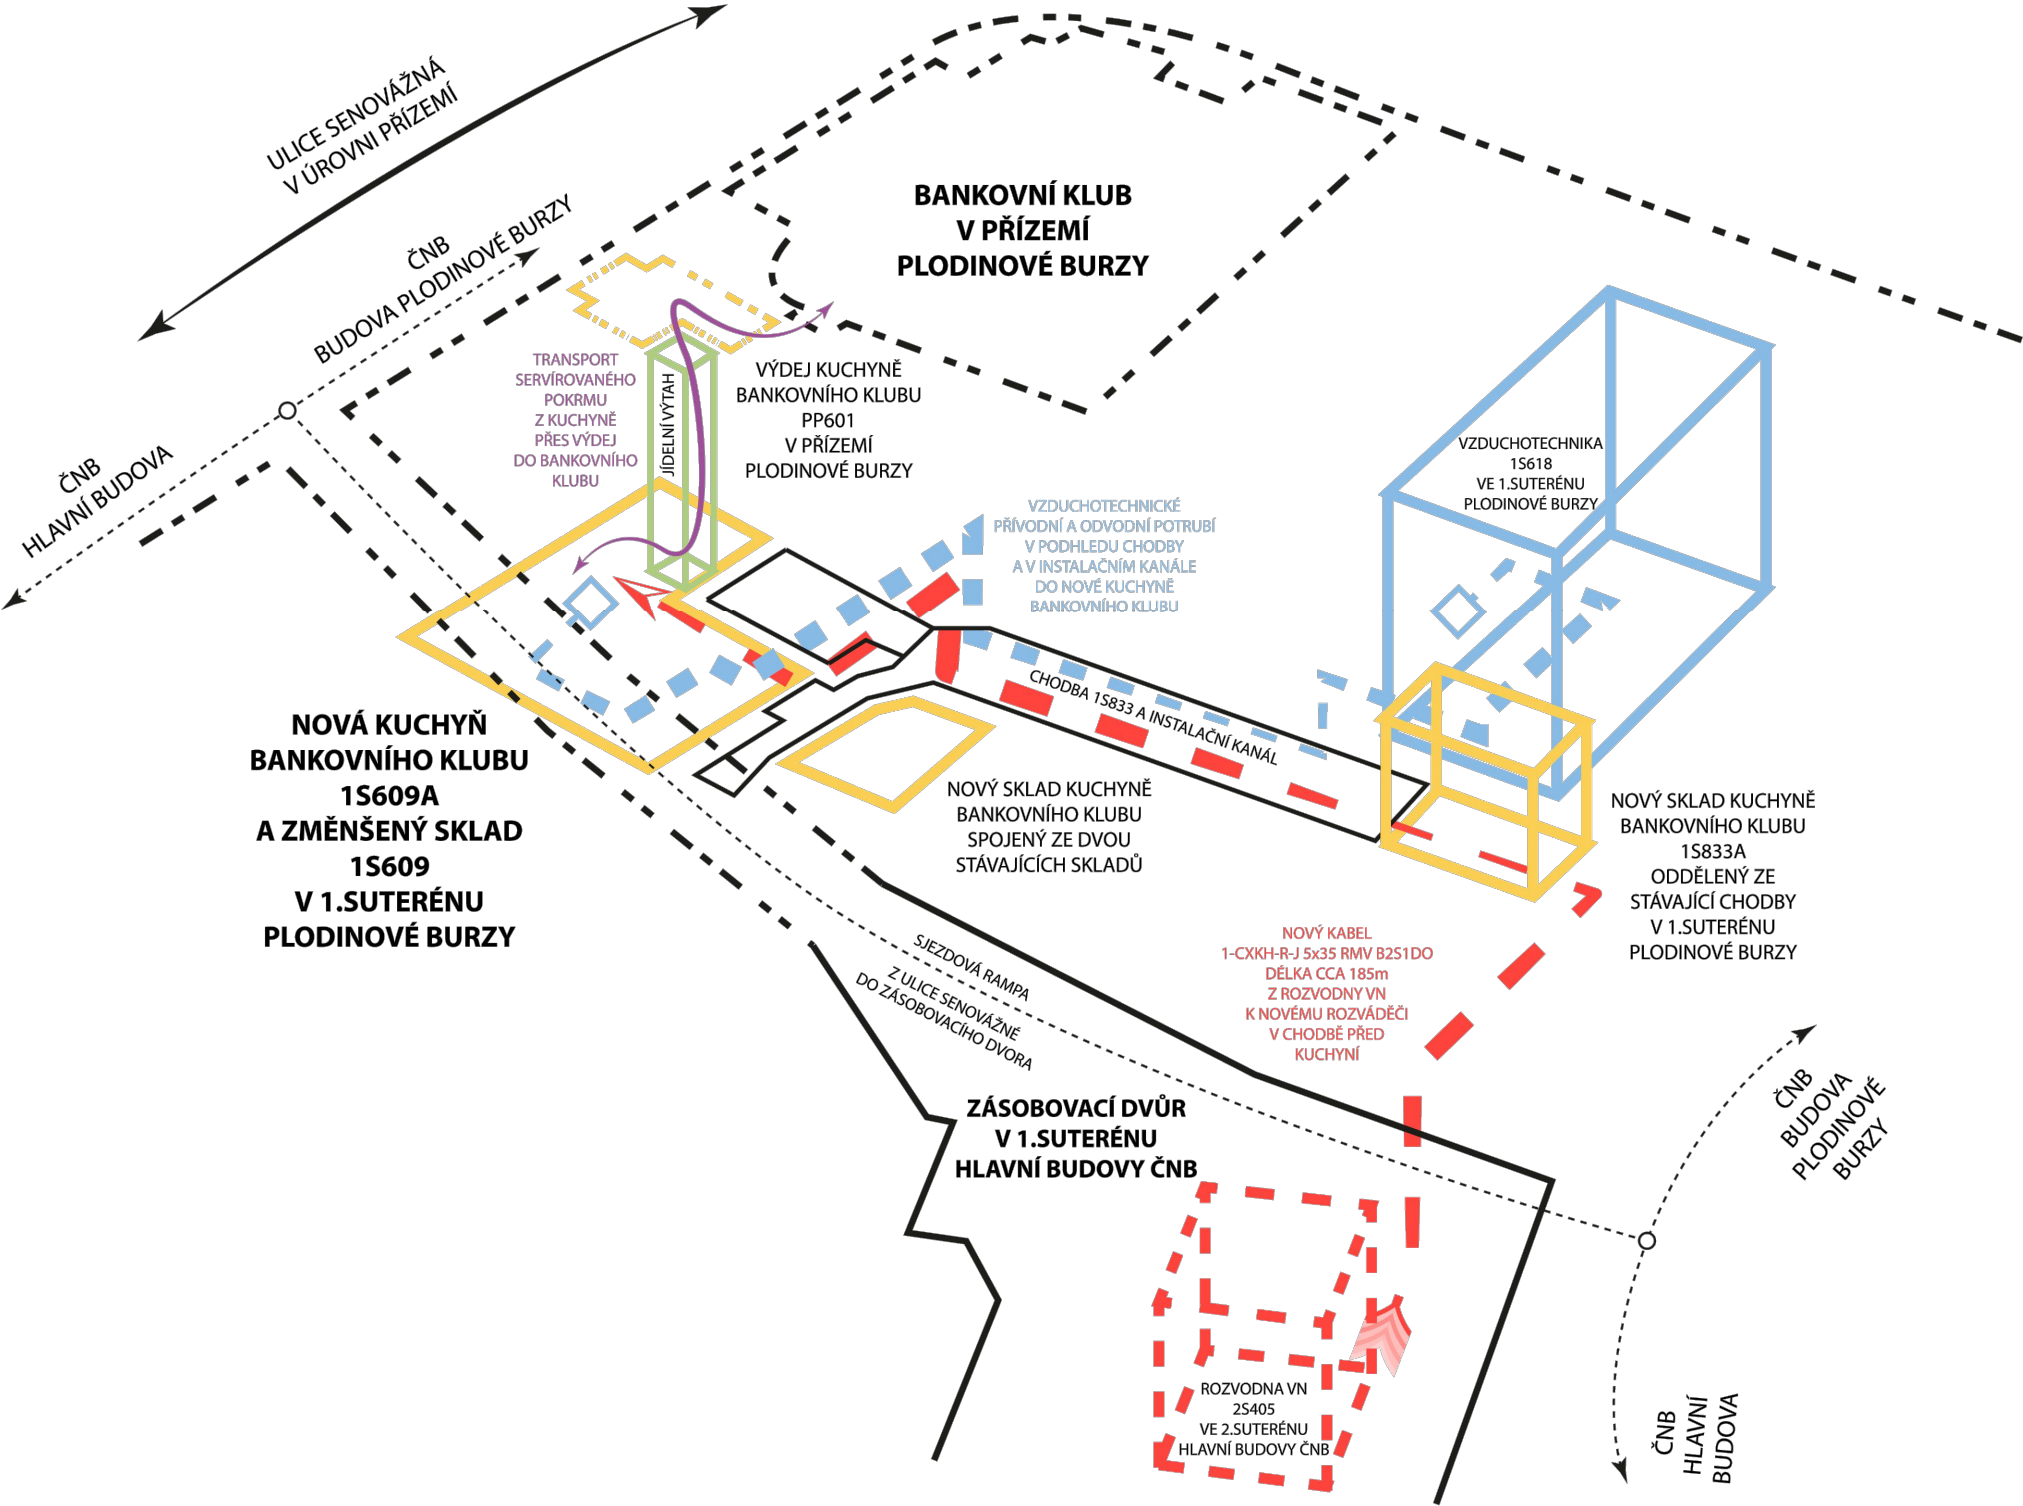 ULICE SENOVÁŽNÁ
V ÚROVNI PŘÍZEMÍ
ČNB
BUDOVA PLODINOVÉ BURZY
ČNB
HLAVNÍ BUDOVA
BANKOVNÍ KLUB
V PŘÍZEMÍ
PLODINOVÉ BURZY
TRANSPORT
SERVÍROVANÉHO
POKRMU
Z KUCHYNĚ
PŘES VÝDEJ
DO BANKOVNÍHO
KLUBU
JÍDELNÍ VÝTAH
VÝDEJ KUCHYNĚ
BANKOVNÍHO KLUBU
PP601
V PŘÍZEMÍ
PLODINOVÉ BURZY
VZDUCHOTECHNICKÉ
PŘÍVODNÍ A ODVODNÍ POTRUBÍ
V PODHLEDU CHODBY
A V INSTALAČNÍM KANÁLE
DO NOVÉ KUCHYNĚ
BANKOVNÍHO KLUBU
VZDUCHOTECHNIKA
1S618
VE 1.SUTERÉNU
PLODINOVÉ BURZY
CHODBA 1S833 A INSTALAČNÍ KANÁL
NOVÁ KUCHYŇ
BANKOVNÍHO KLUBU
1S609A
A ZMĚNŠENÝ SKLAD
1S609
V 1.SUTERÉNU
PLODINOVÉ BURZY
NOVÝ SKLAD KUCHYNĚ
BANKOVNÍHO KLUBU
SPOJENÝ ZE DVOU
STÁVAJÍCÍCH SKLADŮ
NOVÝ SKLAD KUCHYNĚ
BANKOVNÍHO KLUBU
1S833A
ODDĚLENÝ ZE
STÁVAJÍCÍ CHODBY
V 1.SUTERÉNU
PLODINOVÉ BURZY
NOVÝ KABEL
1-CXKH-R-J 5x35 RMV B2S1DO
DÉLKA CCA 185m
Z ROZVODNY VN
K NOVÉMU ROZVÁDĚČI
V CHODBĚ PŘED
KUCHYNÍ
SJEZDOVÁ RAMPA
Z ULICE SENOVÁŽNÉ
DO ZÁSOBOVACÍHO DVORA
ZÁSOBOVACÍ DVŮR
V 1.SUTERÉNU
HLAVNÍ BUDOVY ČNB
ČNB
BUDOVA
PLODINOVÉ
BURZY
ROZVODNA VN
2S405
VE 2.SUTERÉNU
HLAVNÍ BUDOVY ČNB
ČNB
HLAVNÍ
BUDOVA